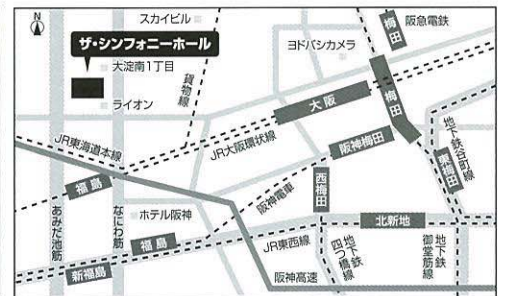 N
スカイビル
梅田
阪急電鉄
ザ・シンフォニーホール
ヨドバシカメラ
大淀南1丁目
貨物線
ライオン
大阪
梅田
地下鉄谷町線
JR東海道本線
JR大阪環状線
阪神梅田
東梅田
福島
西梅田
阪神電車
あみだ池筋
なにわ筋
ホテル阪神
北新地
福島
JR東西線
地下鉄四つ橋線
地下鉄御堂筋線
新福島
阪神高速